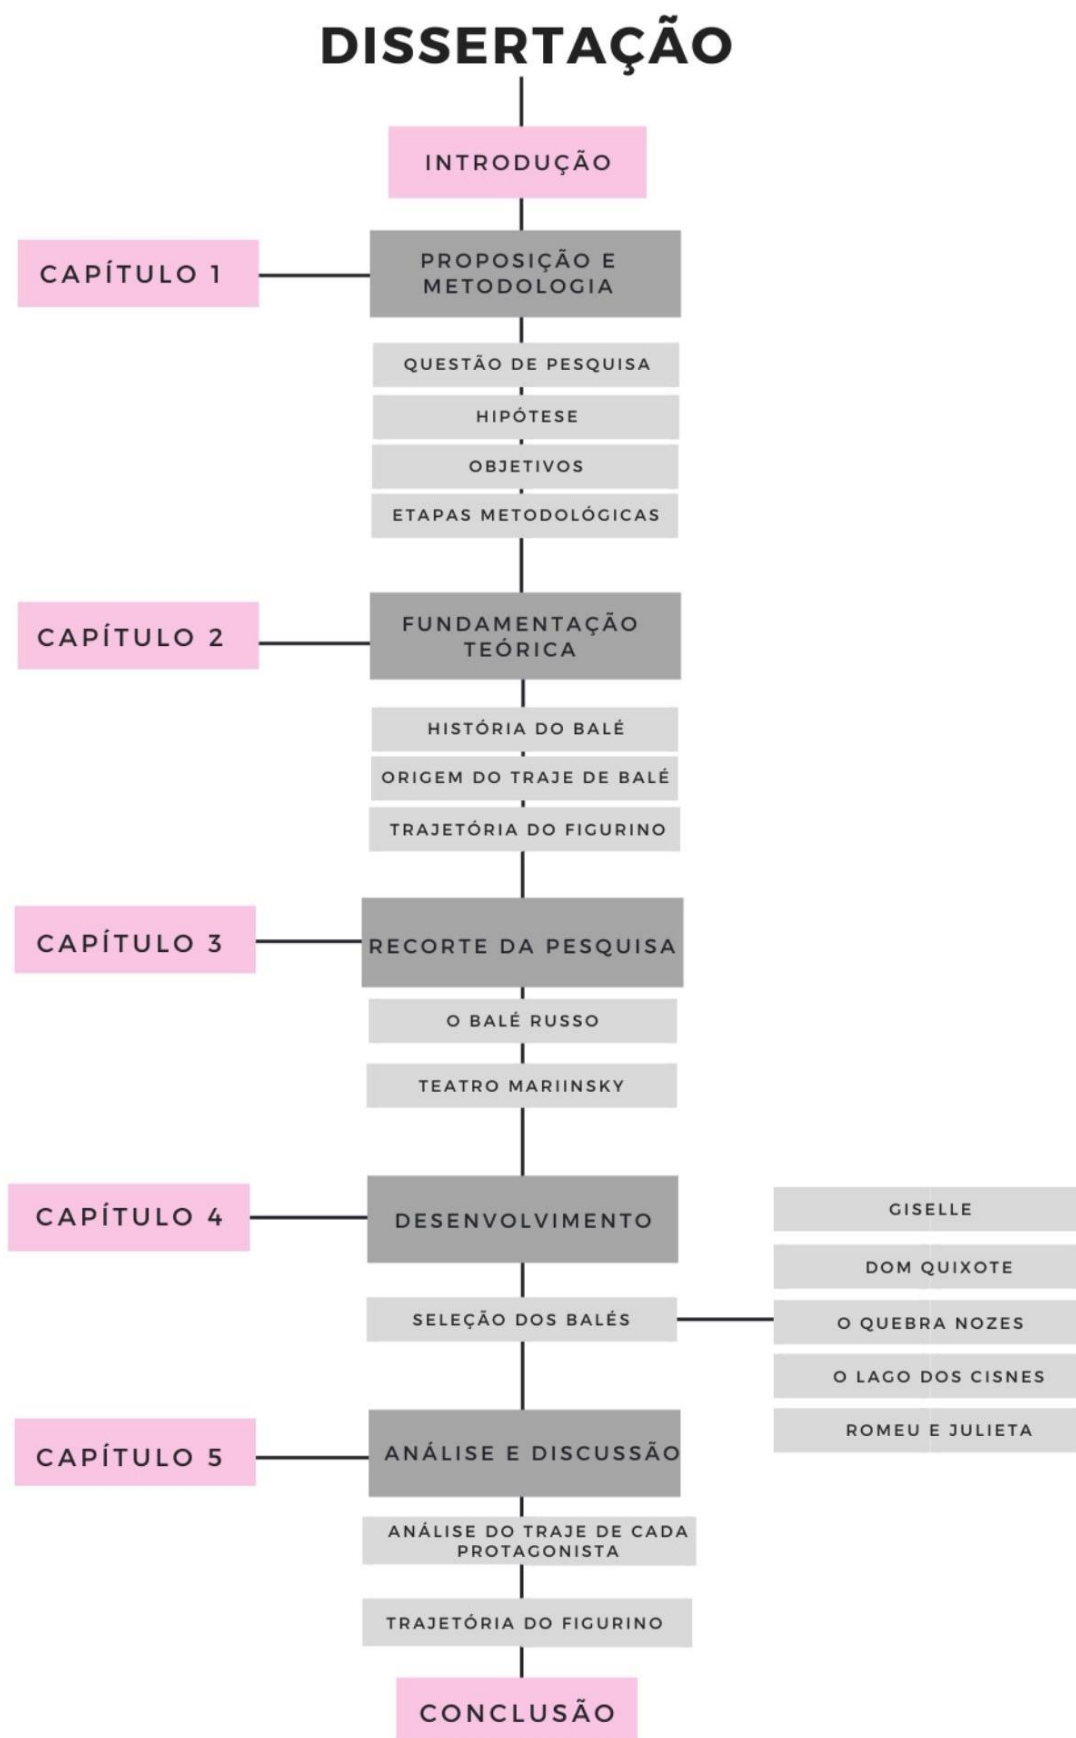 DISSERTAÇÃO
INTRODUÇÃO
CAPÍTULO 1
PROPOSIÇÃO E
METODOLOGIA
QUESTÃO DE PESQUISA
HIPÓTESE
OBJETIVOS
ETAPAS METODOLÓGICAS
CAPÍTULO 2
FUNDAMENTAÇÃO
TEÓRICA
HISTÓRIA DO BALÉ
ORIGEM DO TRAJE DE BALÉ
TRAJETÓRIA DO FIGURINO
CAPÍTULO 3
RECORTE DA PESQUISA
O BALÉ RUSSO
TEATRO MARIINSKY
CAPÍTULO 4
DESENVOLVIMENTO
SELEÇÃO DOS BALÉS
GISELLE
DOM QUIXOTE
O QUEBRA NOZES
O LAGO DOS CISNES
ROMEU E JULIETA
CAPÍTULO 5
ANÁLISE E DISCUSSÃO
ANÁLISE DO TRAJE DE CADA
PROTAGONISTA
TRAJETÓRIA DO FIGURINO
CONCLUSÃO